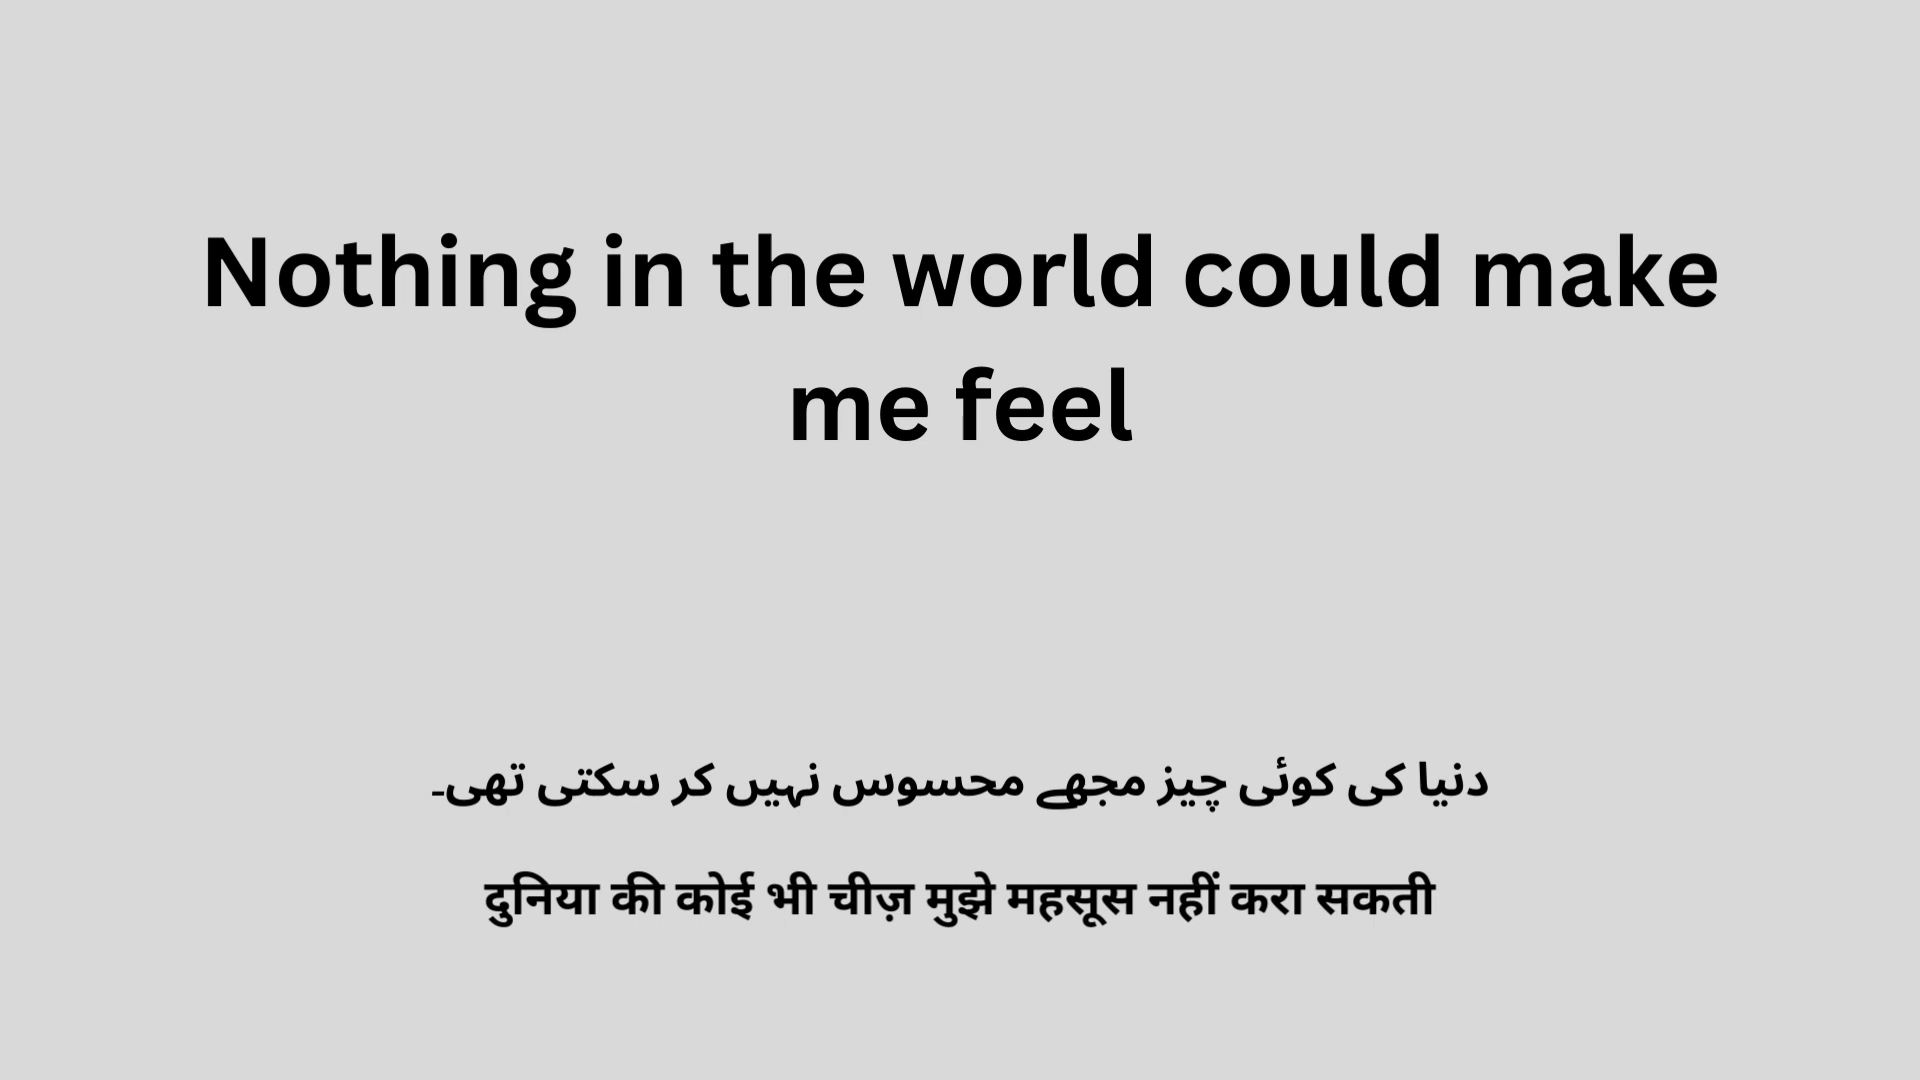 Nothing in the world could make
me feel
دنیا کی کوئی چیز مجھے محسوس نہیں کر سکتی تھی۔
दुनिया की कोई भी चीज़ मुझे महसूस नहीं करा सकती